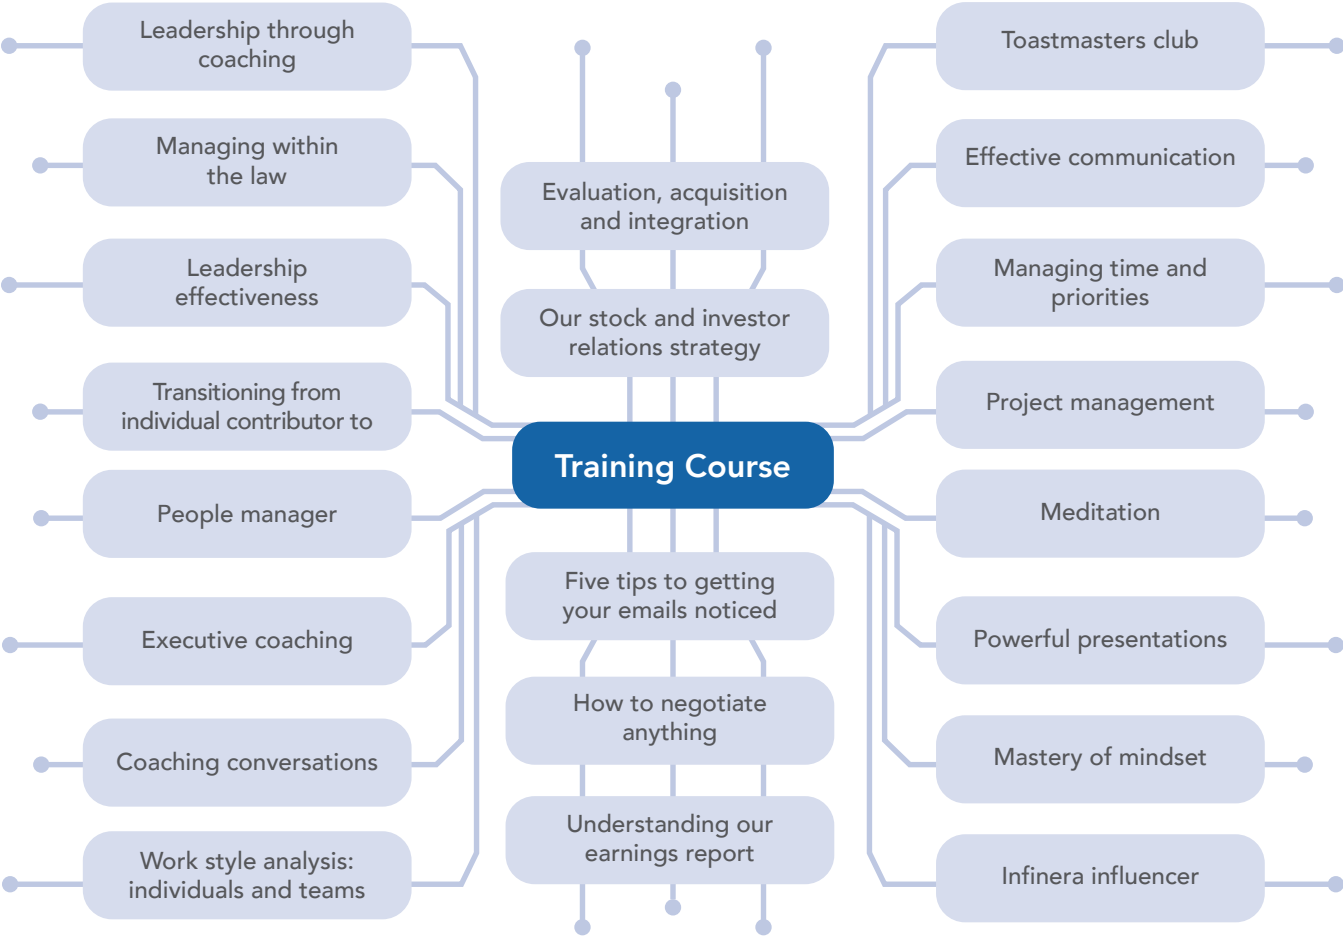 Leadership through
coaching
Managing within
the law
Leadership
effectiveness
Transitioning from
individual contributor to
People manager
Executive coaching
Coaching conversations
Work style analysis:
individuals and teams
Evaluation, acquisition
and integration
Our stock and investor
relations strategy
Training Course
Five tips to getting
your emails noticed
How to negotiate
anything
Understanding our
earnings report
Toastmasters club
Effective communication
Managing time and
priorities
Project management
Meditation
Powerful presentations
Mastery of mindset
Infinera influencer